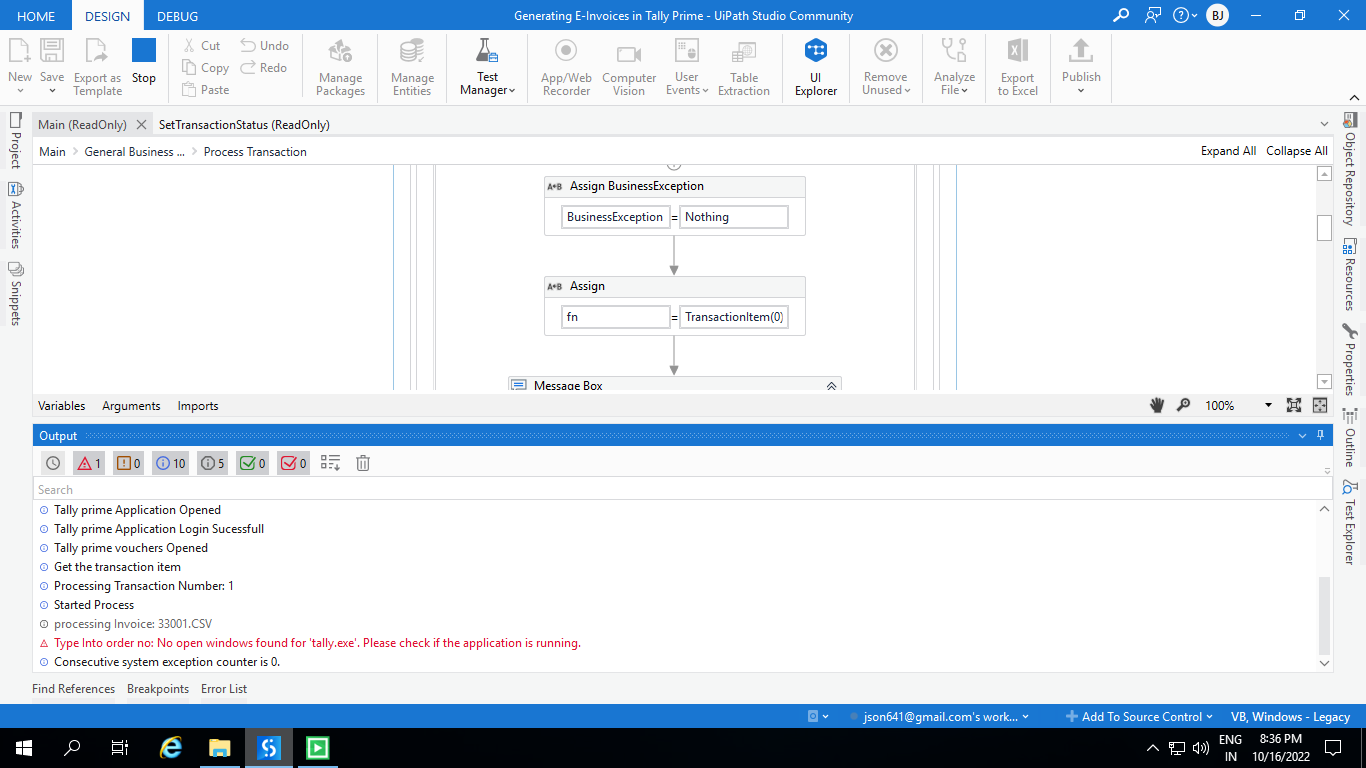 HOME DESIGN DEBUG Generating E-Invoices in Tally Prime - UiPath Studio Community BJ
New Save Export as Template Stop Cut Copy Paste Undo Redo Manage Packages Manage Entities Test Manager App/Web Recorder Computer Vision User Events Table Extraction UI Explorer Remove Unused Analyze File Export to Excel Publish
Main (ReadOnly) SetTransactionStatus (ReadOnly)
Main General Business ... Process Transaction Expand All Collapse All
Project
Activities
Snippets
Object Repository
Resources
Properties
Outline
Test Explorer
A+B Assign BusinessException
BusinessException = Nothing
A+B Assign
fn = TransactionItem(0)
Message Box
Variables Arguments Imports 100%
Output
1 0 10 5 0 0
Search
Tally prime Application Opened
Tally prime Application Login Sucessfull
Tally prime vouchers Opened
Get the transaction item
Processing Transaction Number: 1
Started Process
processing Invoice: 33001.CSV
Type Into order no: No open windows found for 'tally.exe'. Please check if the application is running.
Consecutive system exception counter is 0.
Find References Breakpoints Error List
json641@gmail.com's work... Add To Source Control VB, Windows - Legacy
ENG 8:36 PM
IN 10/16/2022